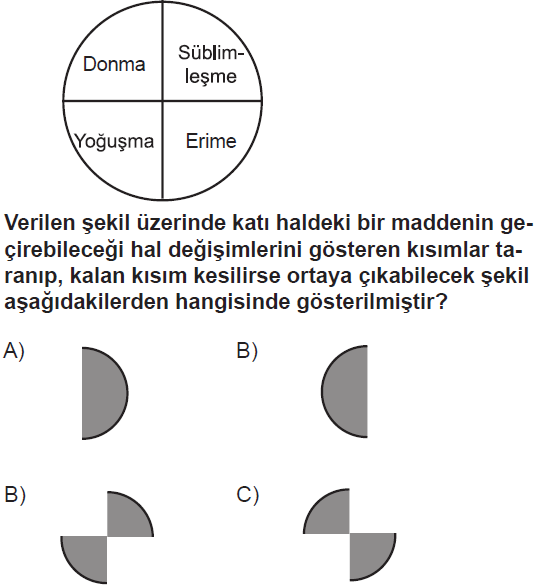 Donma
Süblim-
leşme
Yoğuşma
Erime
Verilen şekil üzerinde katı haldeki bir maddenin ge-
çirebileceği hal değişimlerini gösteren kısımlar ta-
ranıp, kalan kısım kesilirse ortaya çıkabilecek şekil
aşağıdakilerden hangisinde gösterilmiştir?
A)
B)
B)
C)